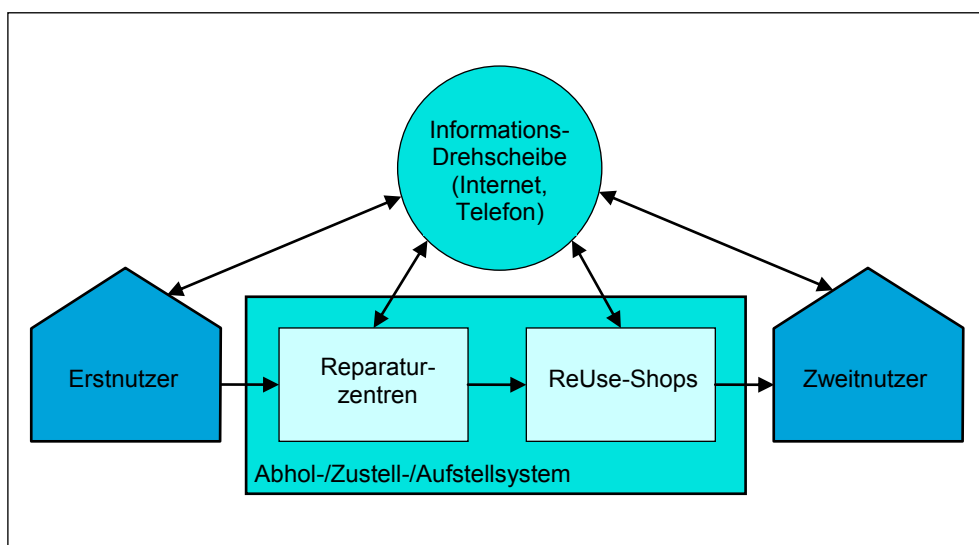 Informations-
Drehscheibe
(Internet,
Telefon)
Erstnutzer
Reparatur-
zentren
ReUse-Shops
Zweitnutzer
Abhol-/Zustell-/Aufstellsystem